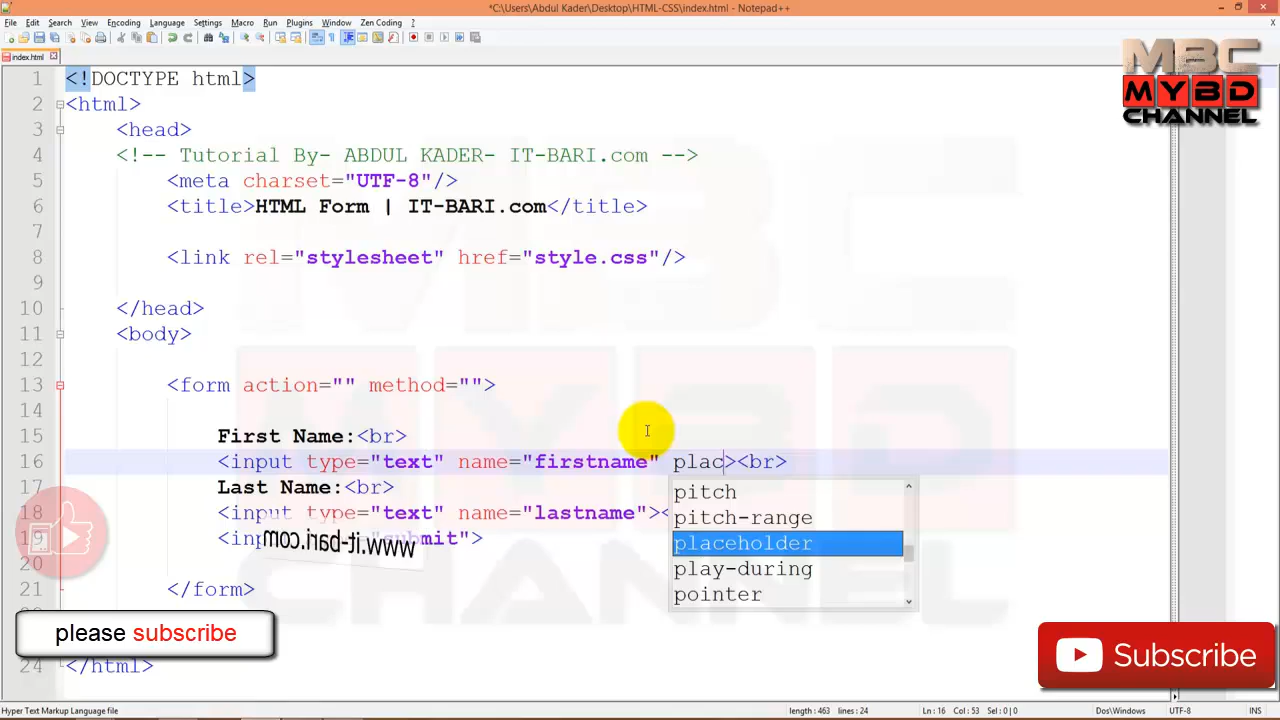 *C:\Users\Abdul Kader\Desktop\HTML-CSS\index.html - Notepad++
File Edit Search View Encoding Language Settings Macro Run Plugins Window Zen Coding ? X
index.html
MBC
MYBD
CHANNEL
1 <!DOCTYPE html>
2 <html>
3 <head>
4 <!-- Tutorial By- ABDUL KADER- IT-BARI.com -->
5 <meta charset="UTF-8"/>
6 <title>HTML Form | IT-BARI.com</title>
7
8 <link rel="stylesheet" href="style.css"/>
9
10 </head>
11 <body>
12
13 <form action="" method="">
14
15 First Name:<br>
16 <input type="text" name="firstname" plac><br>
17 Last Name:<br>
18 <input type="text" name="lastname"><
19 submit">
20
21 </form>
24 </html>
pitch
pitch-range
placeholder
play-during
pointer
www.it-bari.com
MBC
MYBD
CHANNEL
please subscribe
Subscribe
Hyper Text Markup Language file length : 463 lines : 24 Ln : 16 Col : 53 Sel : 0 | 0 Dos\Windows UTF-8 INS